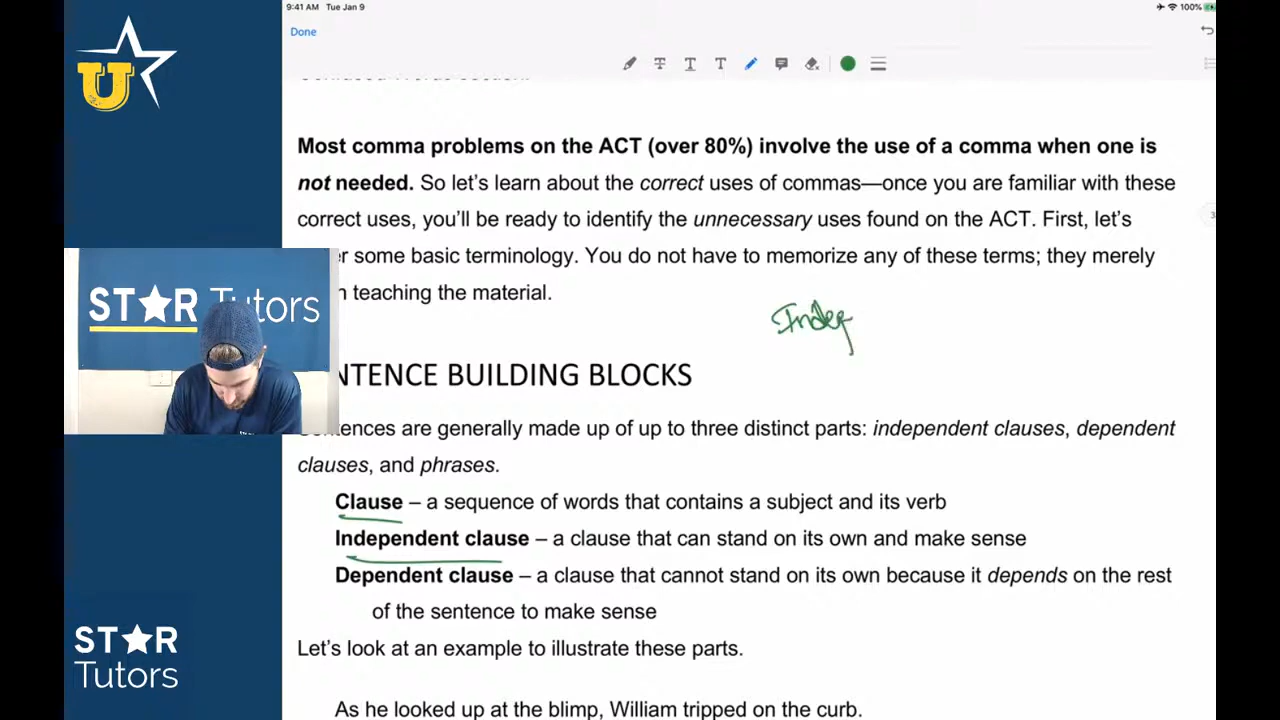 9:41 AM Tue Jan 9
100%
Done
T T T
U
Most comma problems on the ACT (over 80%) involve the use of a comma when one is
not needed. So let's learn about the correct uses of commas—once you are familiar with these
correct uses, you'll be ready to identify the unnecessary uses found on the ACT. First, let's
some basic terminology. You do not have to memorize any of these terms; they merely
teaching the material.
STAR Tutors
Indep
NTENCE BUILDING BLOCKS
Sentences are generally made up of up to three distinct parts: independent clauses, dependent
clauses, and phrases.
Clause – a sequence of words that contains a subject and its verb
Independent clause – a clause that can stand on its own and make sense
Dependent clause – a clause that cannot stand on its own because it depends on the rest
of the sentence to make sense
Let's look at an example to illustrate these parts.
As he looked up at the blimp, William tripped on the curb.
STAR
Tutors